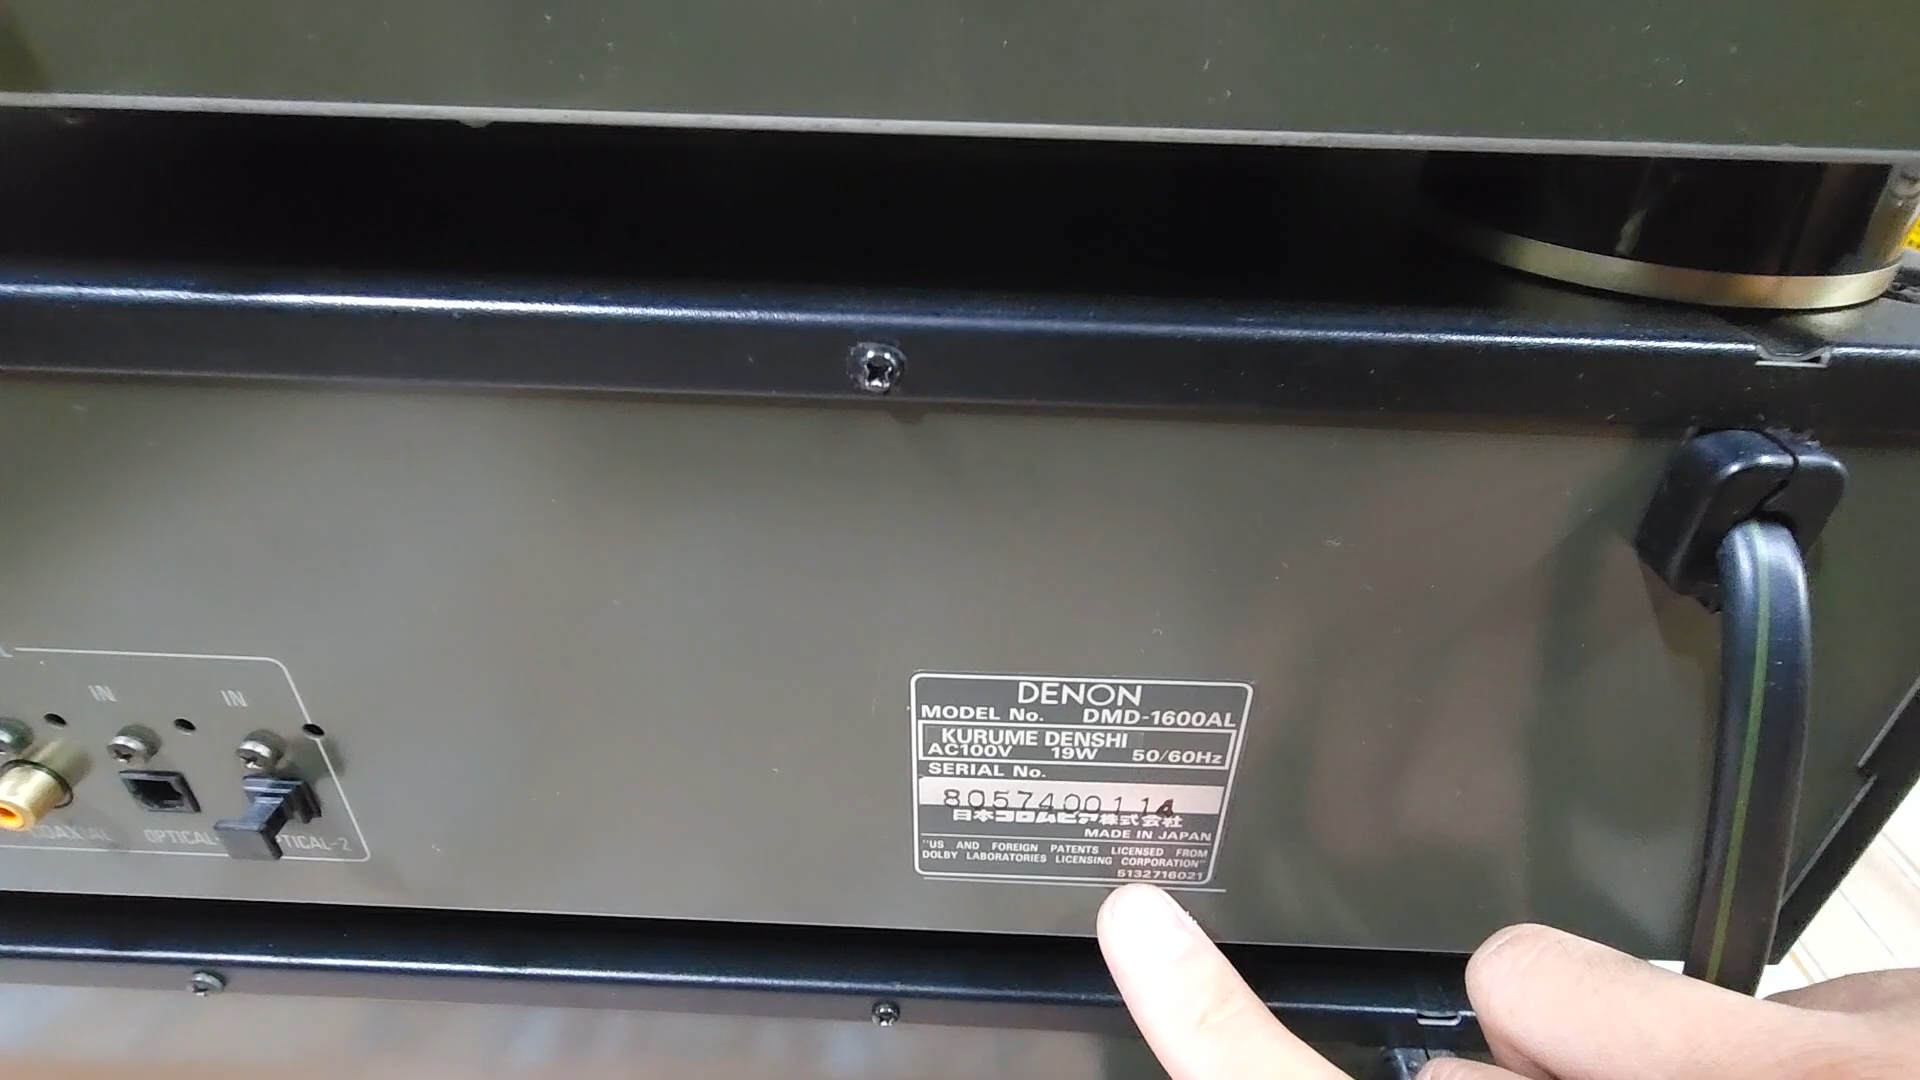 IN
IN
COAXIAL
OPTICAL-
PTICAL-2
DENON
MODEL No. DMD-1600AL
KURUME DENSHI
AC100V 19W 50/60Hz
SERIAL No.
8057400114
日本コロムビア株式会社
MADE IN JAPAN
"US AND FOREIGN PATENTS LICENSED FROM
DOLBY LABORATORIES LICENSING CORPORATION"
5132716021